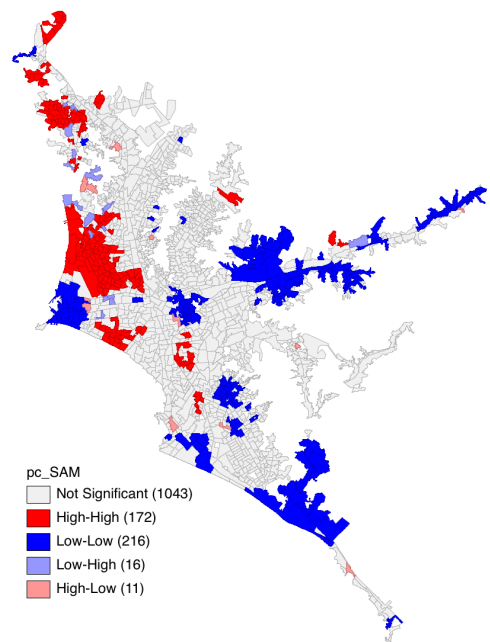 pc_SAM
Not Significant (1043)
High-High (172)
Low-Low (216)
Low-High (16)
High-Low (11)